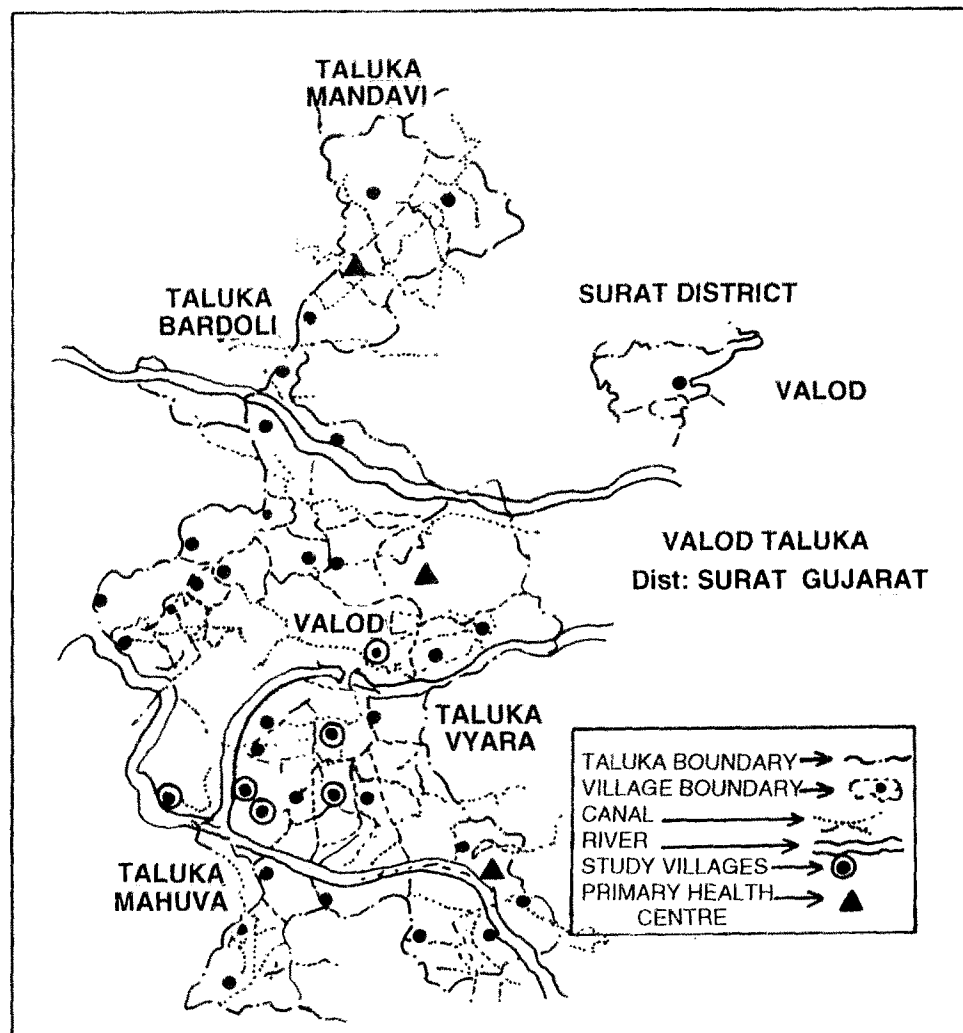 TALUKA
MANDAVI
TALUKA
BARDOLI
SURAT DISTRICT
VALOD
VALOD TALUKA
Dist: SURAT GUJARAT
VALOD
TALUKA
VYARA
TALUKA
MAHUVA
TALUKA BOUNDARY
VILLAGE BOUNDARY
CANAL
RIVER
STUDY VILLAGES
PRIMARY HEALTH
CENTRE